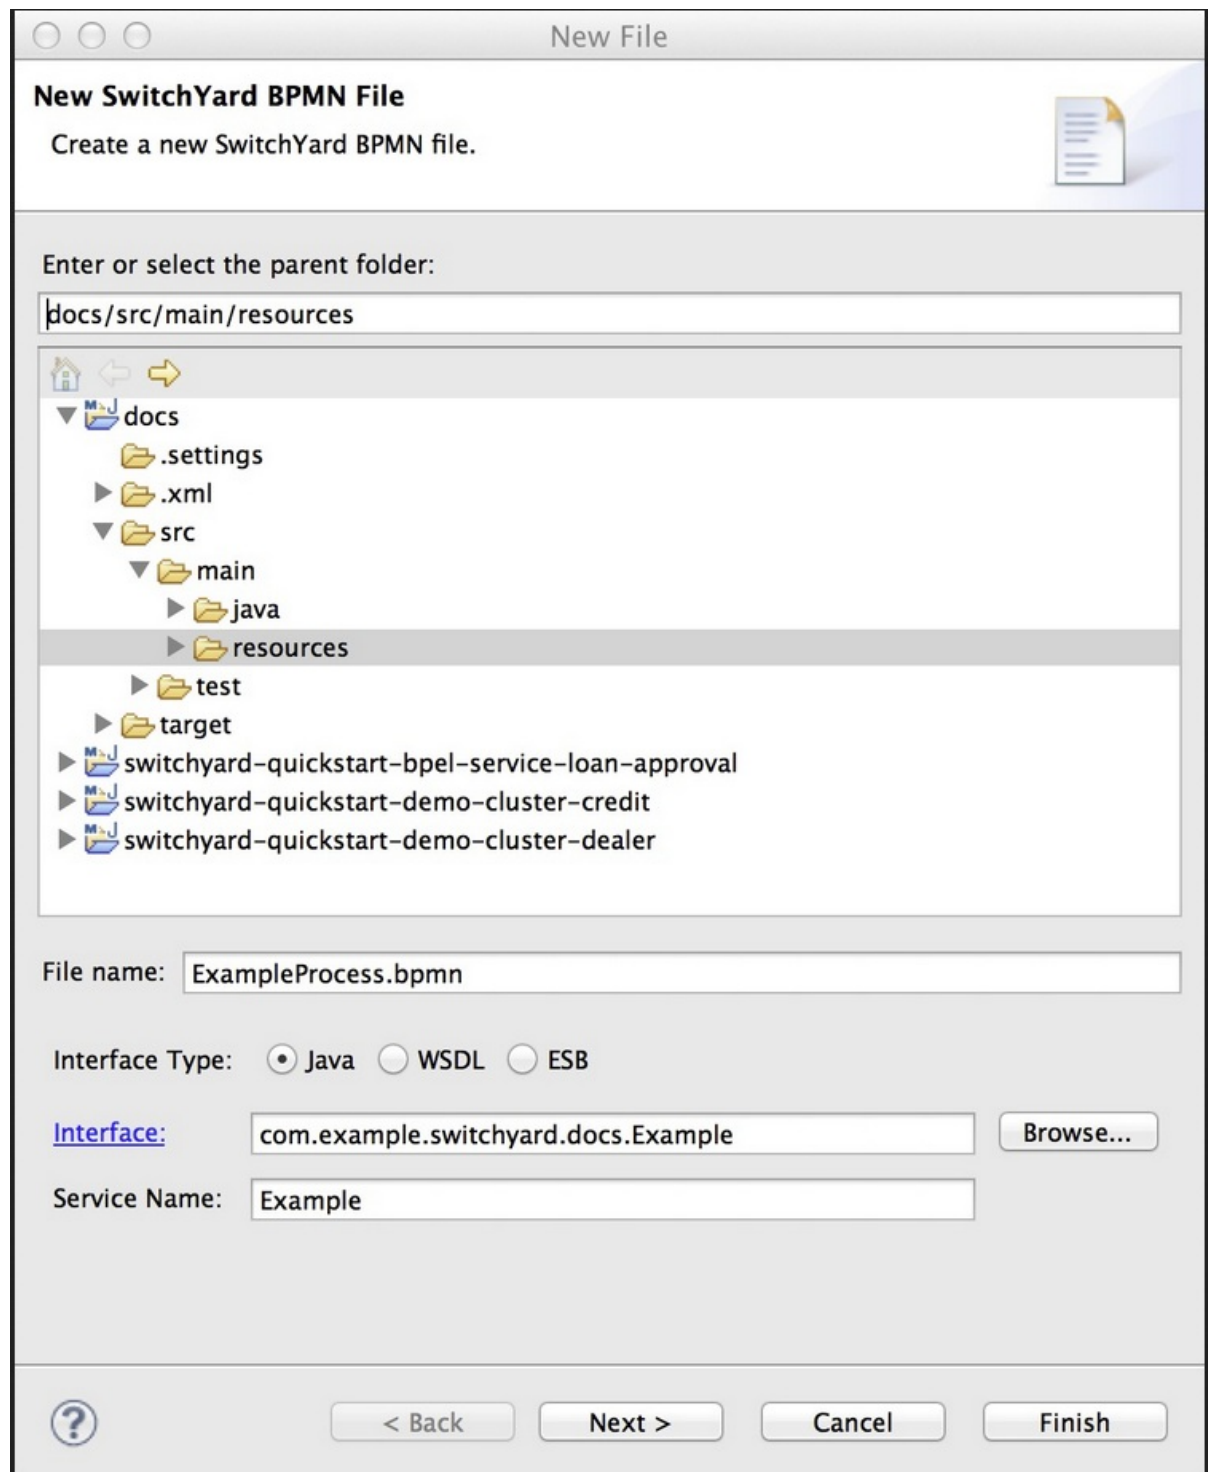 New File
New SwitchYard BPMN File
Create a new SwitchYard BPMN file.
Enter or select the parent folder:
docs/src/main/resources
docs
.settings
.xml
src
main
java
resources
test
target
switchyard-quickstart-bpel-service-loan-approval
switchyard-quickstart-demo-cluster-credit
switchyard-quickstart-demo-cluster-dealer
File name: ExampleProcess.bpmn
Interface Type: Java WSDL ESB
Interface: com.example.switchyard.docs.Example Browse...
Service Name: Example
? < Back Next > Cancel Finish